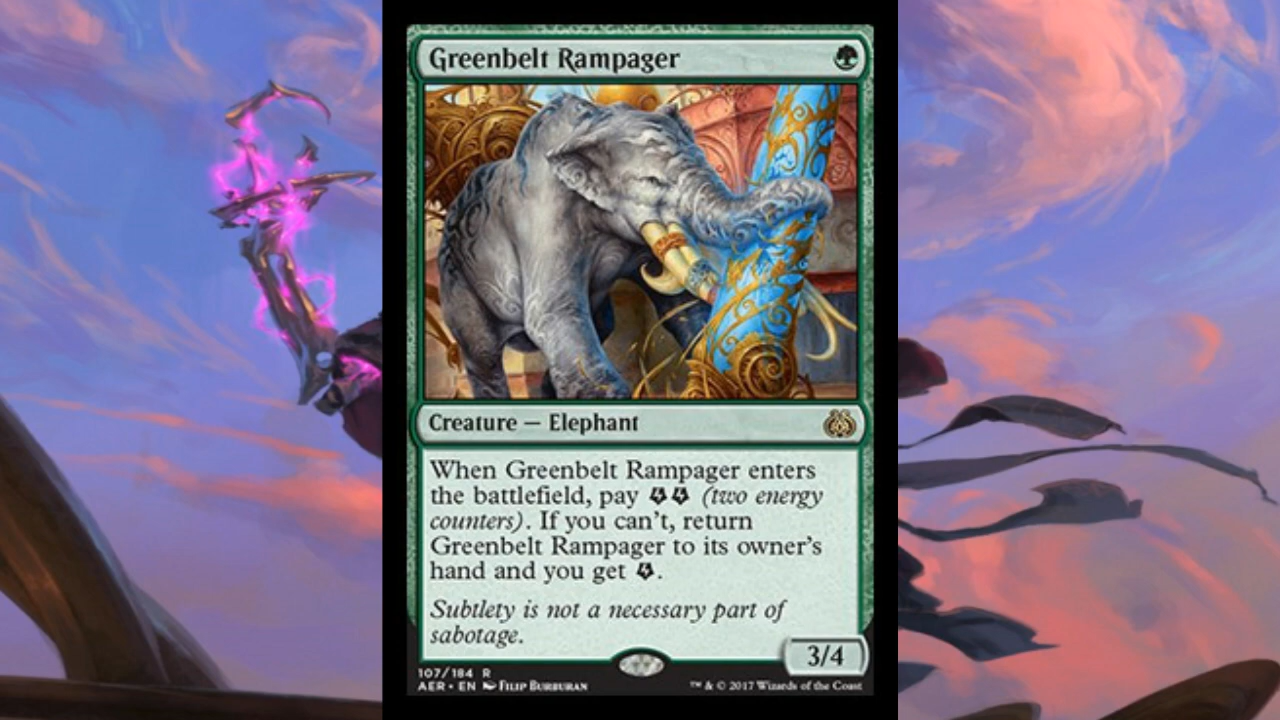 Greenbelt Rampager
Creature — Elephant
When Greenbelt Rampager enters
the battlefield, pay (two energy
counters). If you can't, return
Greenbelt Rampager to its owner's
hand and you get .
Subtlety is not a necessary part of
sabotage.
3/4
107/184 R
AER • EN Filip Burburan
™ & © 2017 Wizards of the Coast